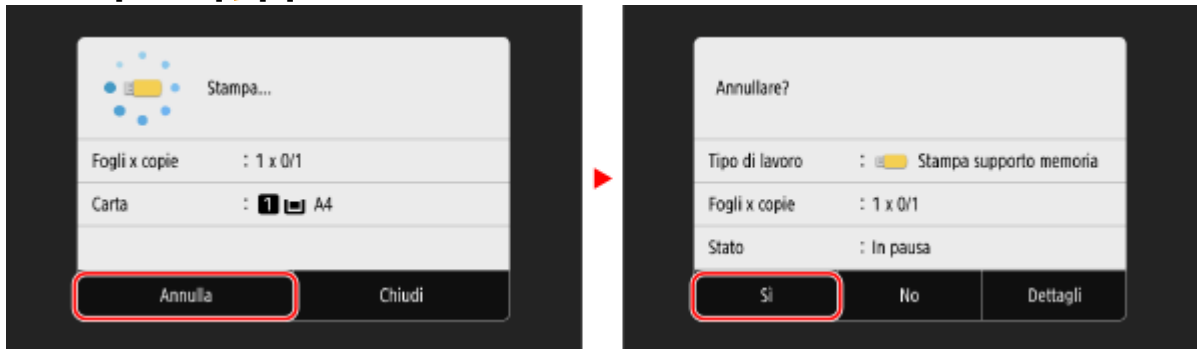 Stampa...
Fogli x copie : 1 x 0/1
Carta : 1 A4
Annulla Chiudi
Annullare?
Tipo di lavoro : Stampa supporto memoria
Fogli x copie : 1 x 0/1
Stato : In pausa
Sì No Dettagli